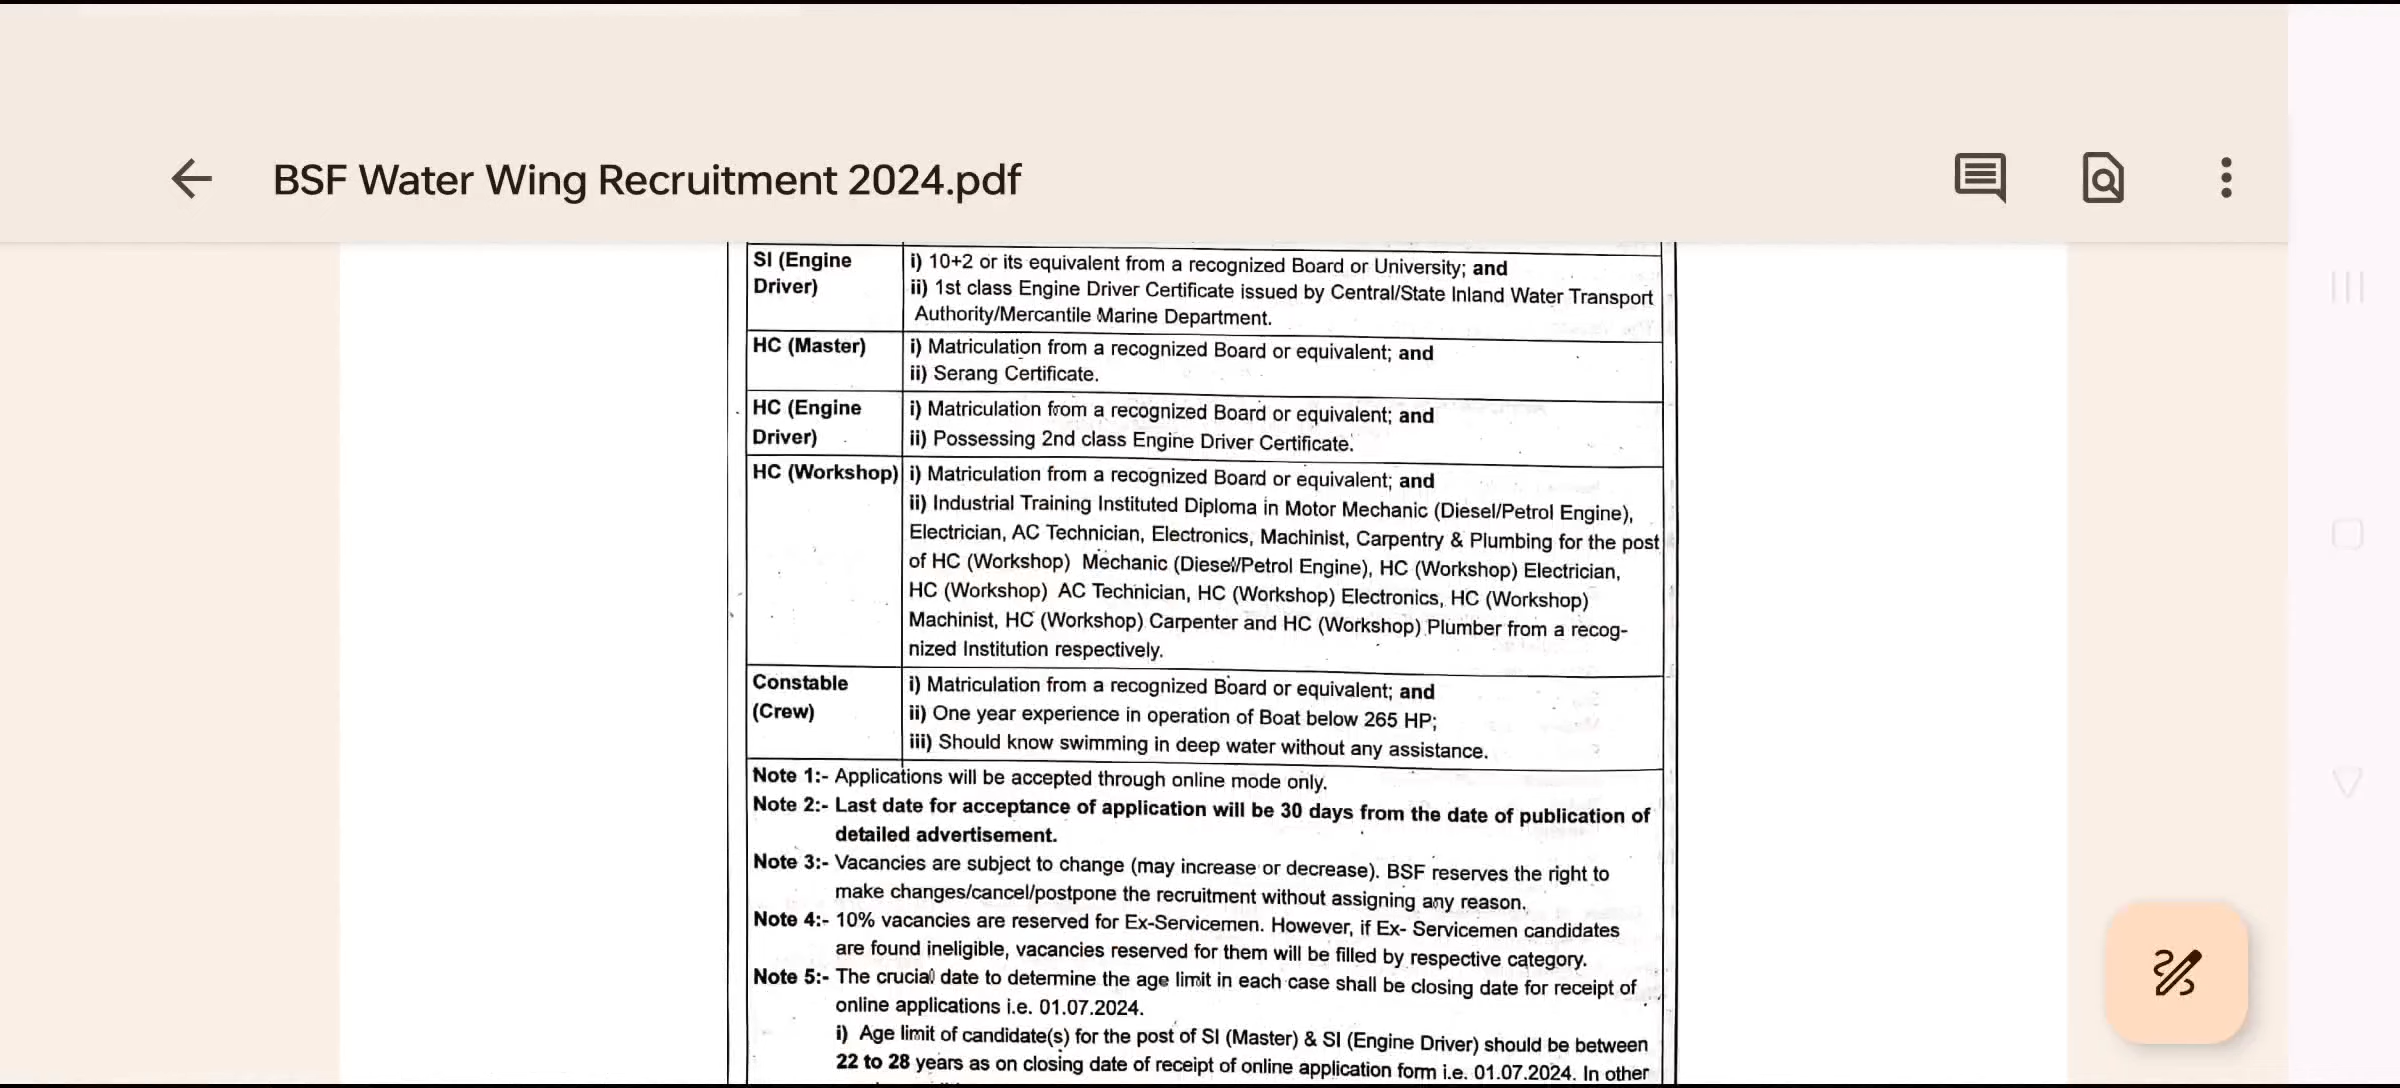 BSF Water Wing Recruitment 2024.pdf
SI (Engine
Driver)
i) 10+2 or its equivalent from a recognized Board or University; and
ii) 1st class Engine Driver Certificate issued by Central/State Inland Water Transport
Authority/Mercantile Marine Department.
HC (Master)
i) Matriculation from a recognized Board or equivalent; and
ii) Serang Certificate.
HC (Engine
Driver)
i) Matriculation from a recognized Board or equivalent; and
ii) Possessing 2nd class Engine Driver Certificate.
HC (Workshop)
i) Matriculation from a recognized Board or equivalent; and
ii) Industrial Training Instituted Diploma in Motor Mechanic (Diesel/Petrol Engine),
Electrician, AC Technician, Electronics, Machinist, Carpentry & Plumbing for the post
of HC (Workshop) Mechanic (Diesel/Petrol Engine), HC (Workshop) Electrician,
HC (Workshop) AC Technician, HC (Workshop) Electronics, HC (Workshop)
Machinist, HC (Workshop) Carpenter and HC (Workshop) Plumber from a recog-
nized Institution respectively.
Constable
(Crew)
i) Matriculation from a recognized Board or equivalent; and
ii) One year experience in operation of Boat below 265 HP;
iii) Should know swimming in deep water without any assistance.
Note 1:- Applications will be accepted through online mode only.
Note 2:- Last date for acceptance of application will be 30 days from the date of publication of
detailed advertisement.
Note 3:- Vacancies are subject to change (may increase or decrease). BSF reserves the right to
make changes/cancel/postpone the recruitment without assigning any reason.
Note 4:- 10% vacancies are reserved for Ex-Servicemen. However, if Ex- Servicemen candidates
are found ineligible, vacancies reserved for them will be filled by respective category.
Note 5:- The crucial date to determine the age limit in each case shall be closing date for receipt of
online applications i.e. 01.07.2024.
i) Age limit of candidate(s) for the post of SI (Master) & SI (Engine Driver) should be between
22 to 28 years as on closing date of receipt of online application form i.e. 01.07.2024. In other